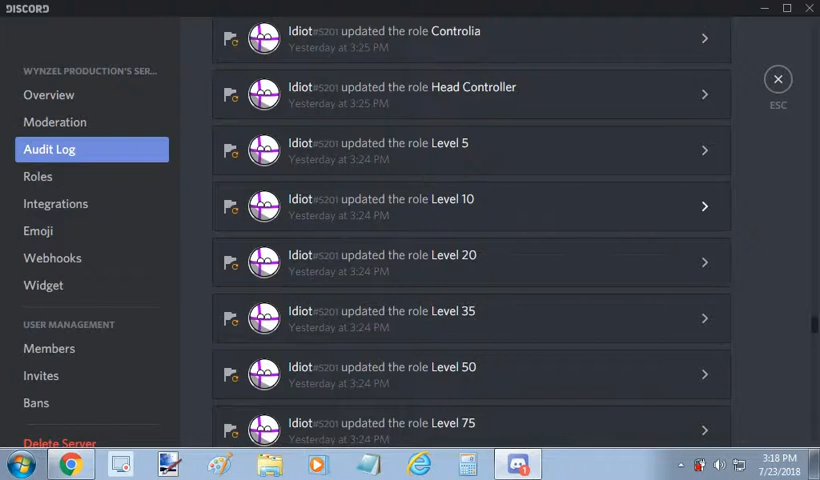 DISCORD
WYNZEL PRODUCTION'S SER...
Overview
Moderation
Audit Log
Roles
Integrations
Emoji
Webhooks
Widget
USER MANAGEMENT
Members
Invites
Bans
Delete Server
Idiot#5201 updated the role Controlia
Yesterday at 3:25 PM
Idiot#5201 updated the role Head Controller
Yesterday at 3:25 PM
Idiot#5201 updated the role Level 5
Yesterday at 3:24 PM
Idiot#5201 updated the role Level 10
Yesterday at 3:24 PM
Idiot#5201 updated the role Level 20
Yesterday at 3:24 PM
Idiot#5201 updated the role Level 35
Yesterday at 3:24 PM
Idiot#5201 updated the role Level 50
Yesterday at 3:24 PM
Idiot#5201 updated the role Level 75
Yesterday at 3:24 PM
ESC
1
3:18 PM
7/23/2018